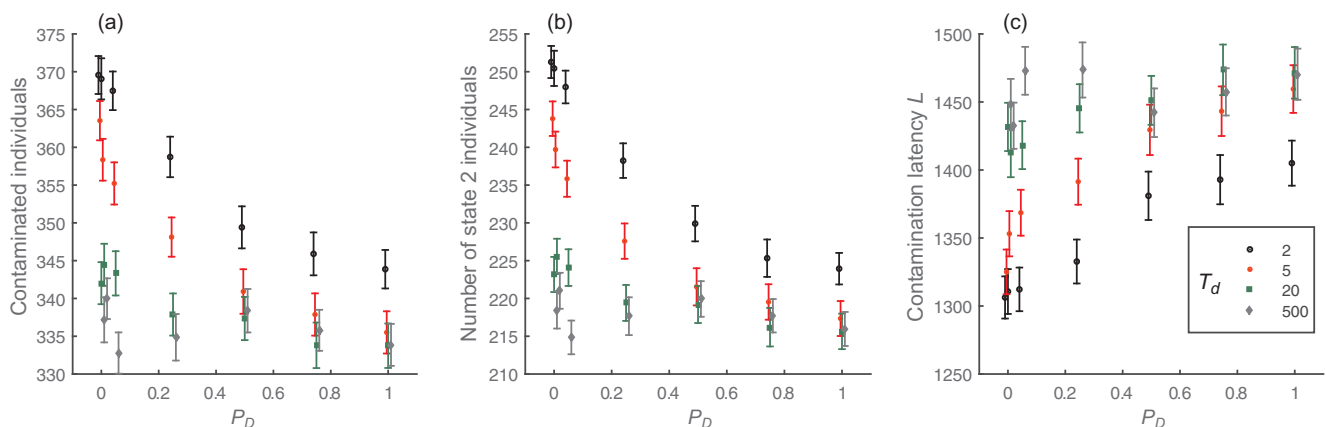 (a)
Contaminated individuals
375
370
365
360
355
350
345
340
335
330
0 0.2 0.4 0.6 0.8 1
P_D
(b)
Number of state 2 individuals
255
250
245
240
235
230
225
220
215
210
0 0.2 0.4 0.6 0.8 1
P_D
(c)
Contamination latency L
1500
1450
1400
1350
1300
1250
0 0.2 0.4 0.6 0.8 1
P_D
T_d
2
5
20
500